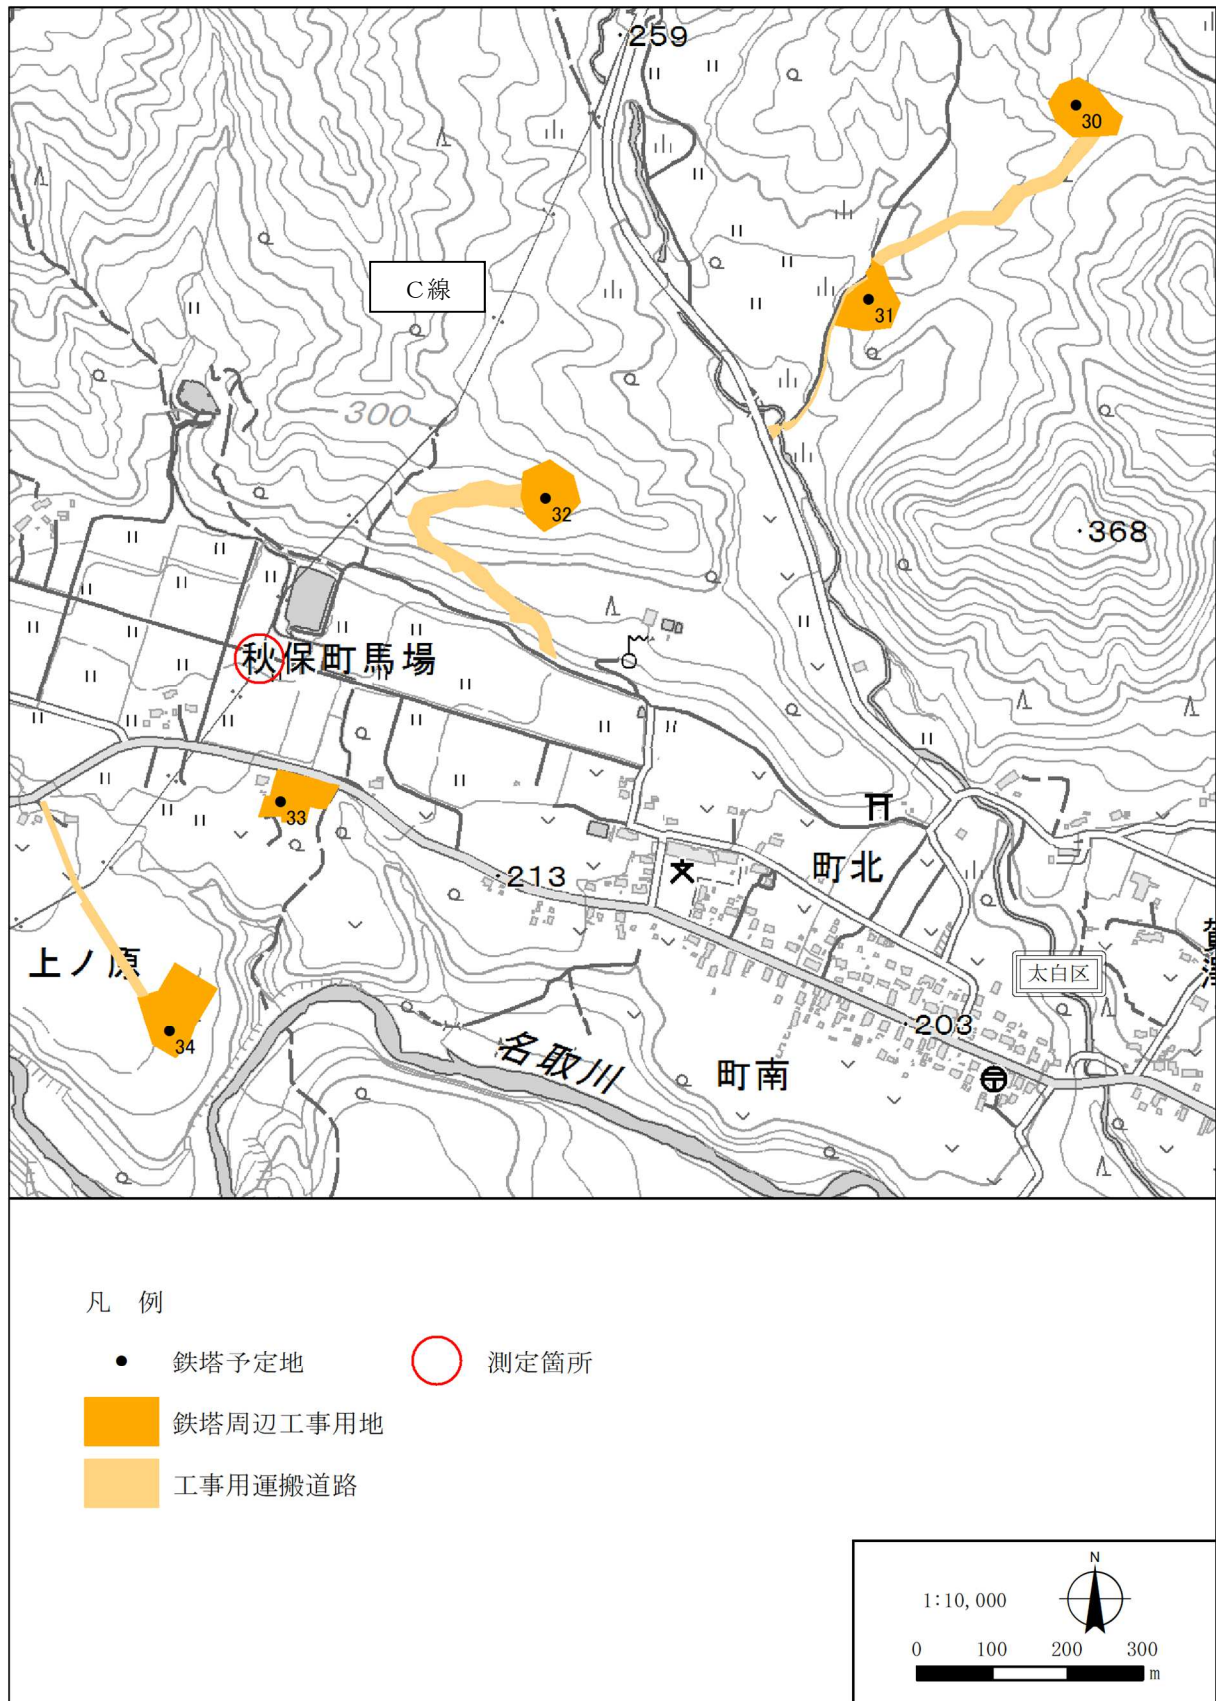 259
30
C線
31
300
32
368
秋保町馬場
33
213
町北
上ノ原
太白区
34
名取川
203
町南
凡 例
鉄塔予定地
測定箇所
鉄塔周辺工事用地
工事用運搬道路
N
1:10,000
0 100 200 300
m